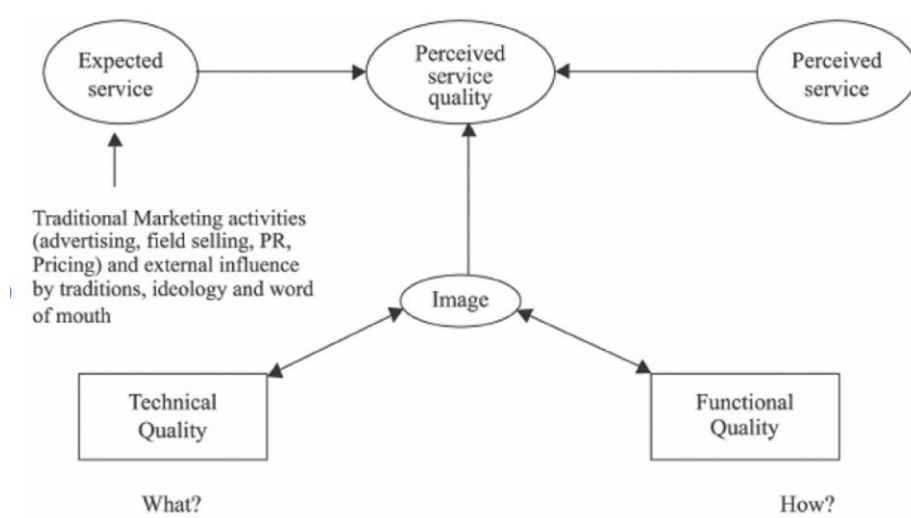 Expected
service
Perceived
service
quality
Perceived
service
Traditional Marketing activities
(advertising, field selling, PR,
Pricing) and external influence
by traditions, ideology and word
of mouth
Image
Technical
Quality
Functional
Quality
What?
How?